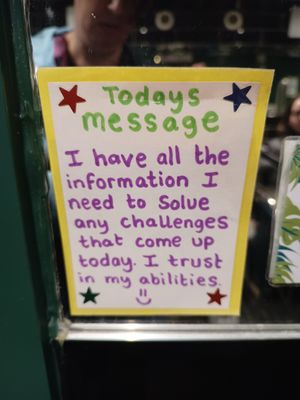 Todays
message
I have all the
information I
need to solve
any challenges
that come up
today. I trust
in my abilities.